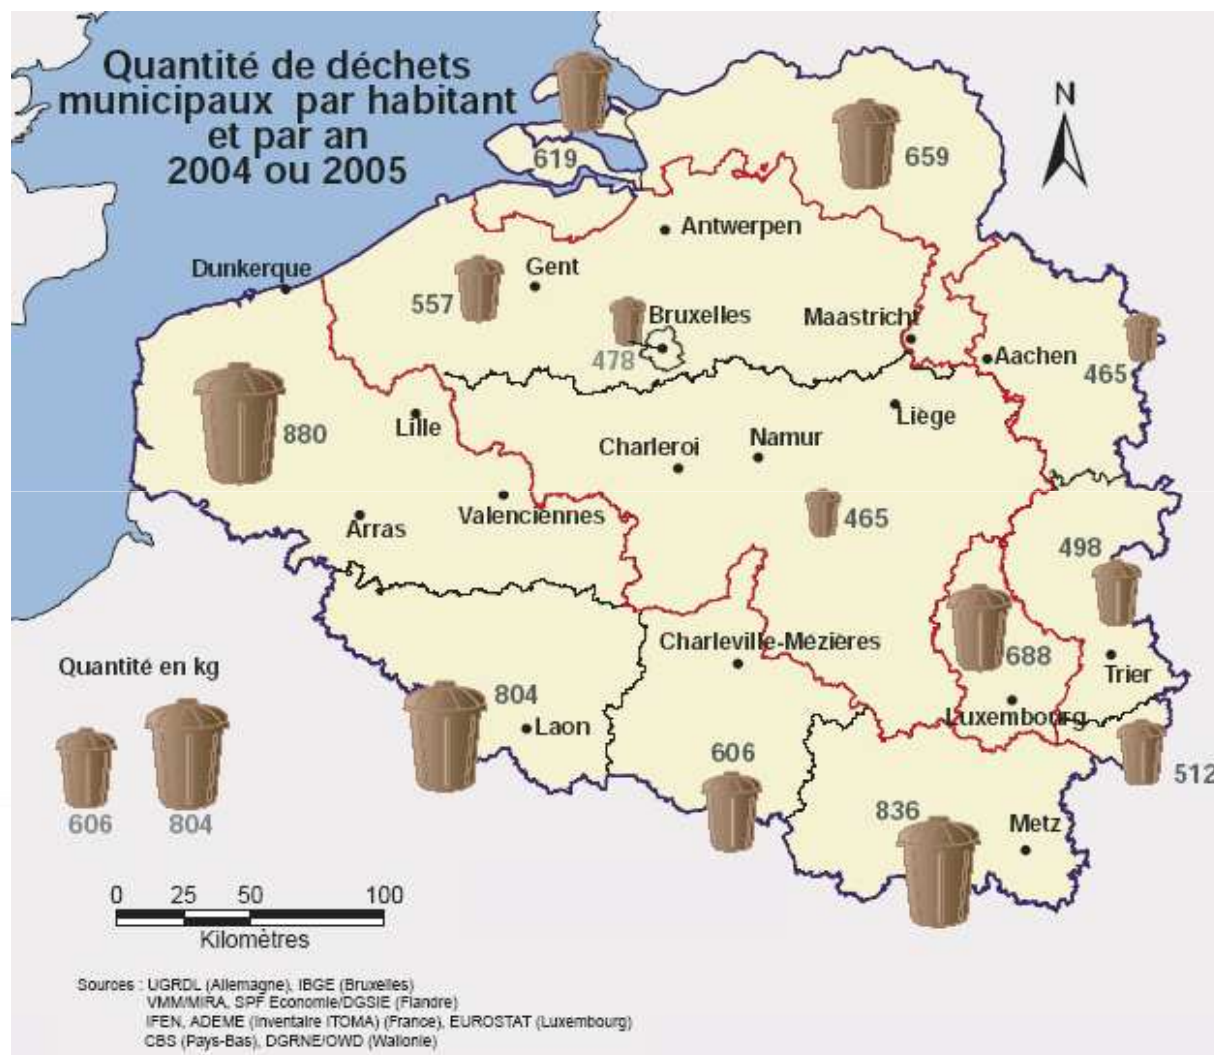 Quantité de déchets
municipaux par habitant
et par an
2004 ou 2005
N
619
659
Antwerpen
Dunkerque
Gent
557
Bruxelles
Maastricht
478
Aachen
465
Liège
Lille
880
Charleroi
Namur
Valenciennes
465
Arras
498
Charleville-Mézières
688
Trier
Quantité en kg
804
Laon
Luxembourg
606
512
606
804
836
Metz
0 25 50 100
Kilomètres
Sources : UGRDL (Allemagne), IBGE (Bruxelles)
VMM/MIRA, SPF Economie/DGSIE (Flandre)
IFEN, ADEME (Inventaire ITOMA) (France), EUROSTAT (Luxembourg)
CBS (Pays-Bas), DGRNE/OWD (Wallonie)